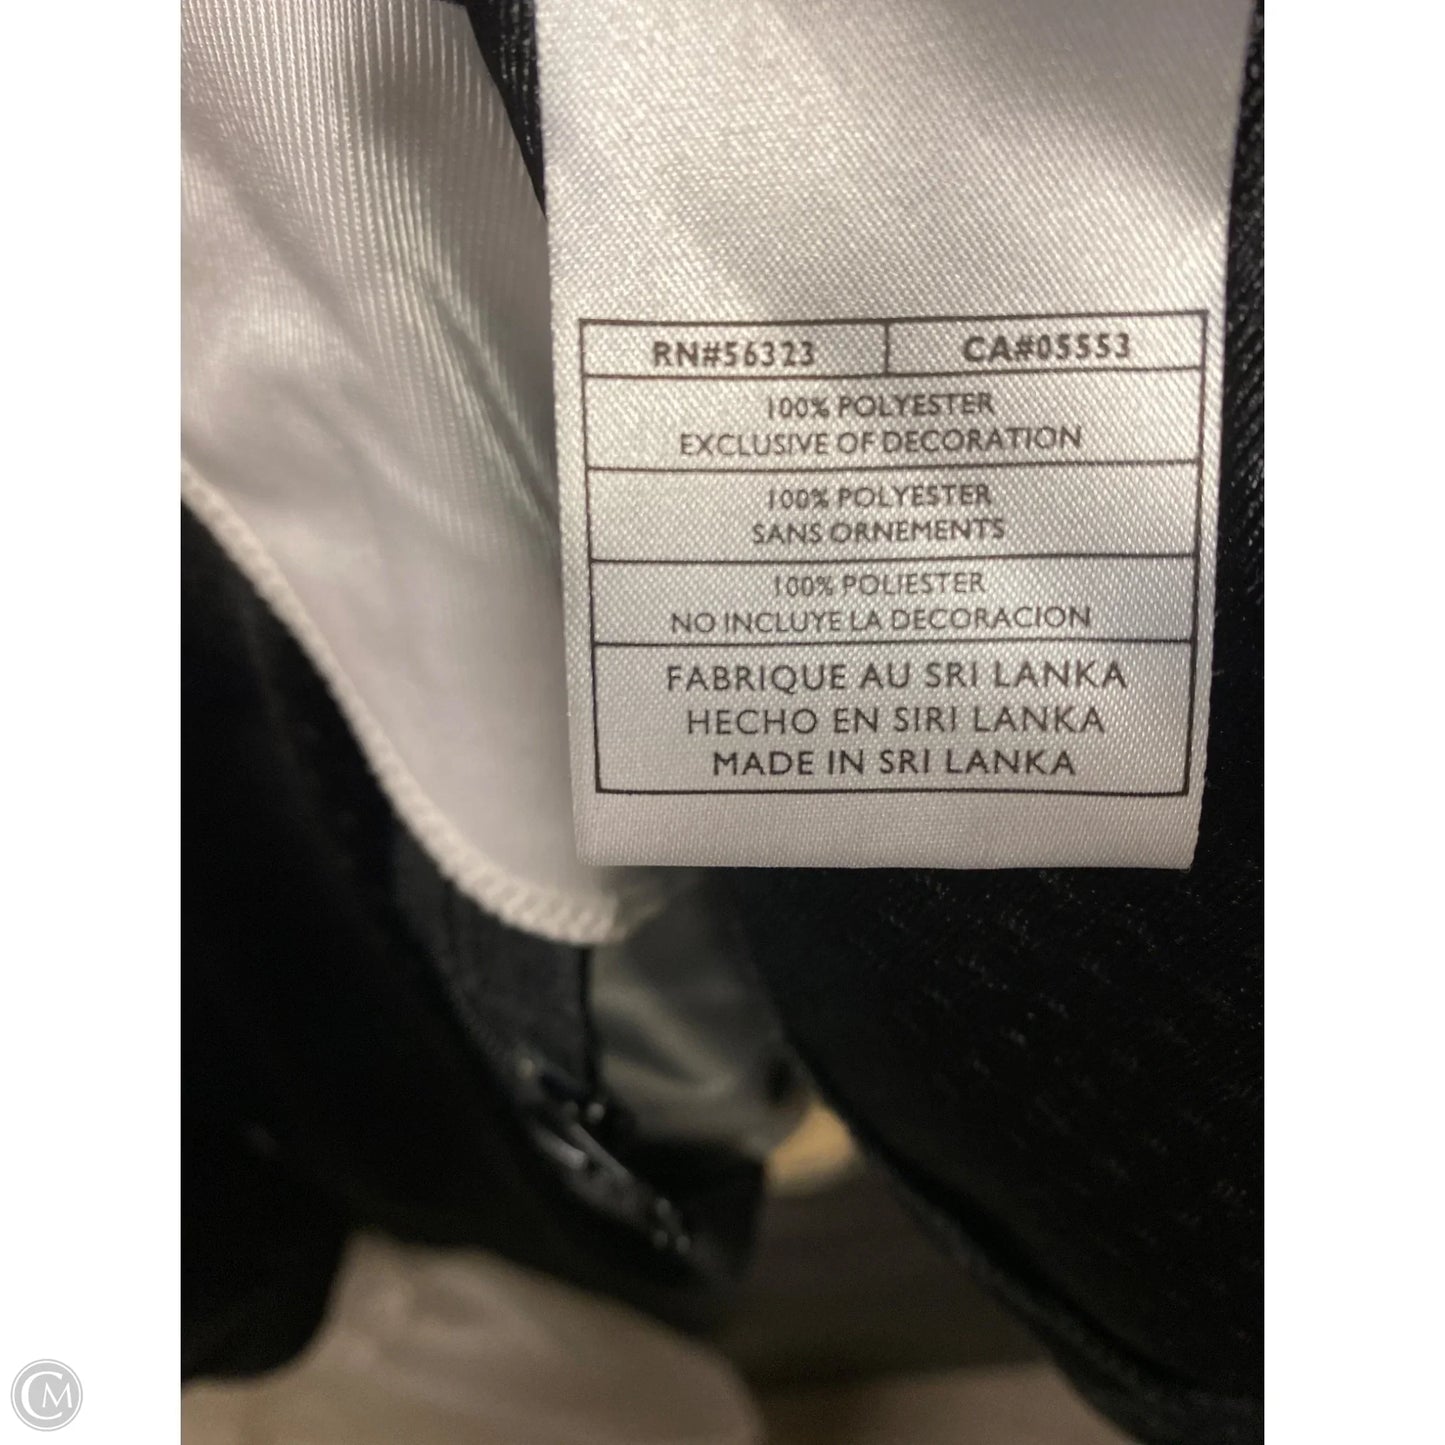 RN#56323 CA#05553
100% POLYESTER
EXCLUSIVE OF DECORATION
100% POLYESTER
SANS ORNEMENTS
100% POLIESTER
NO INCLUYE LA DECORACION
FABRIQUE AU SRI LANKA
HECHO EN SIRI LANKA
MADE IN SRI LANKA
CM